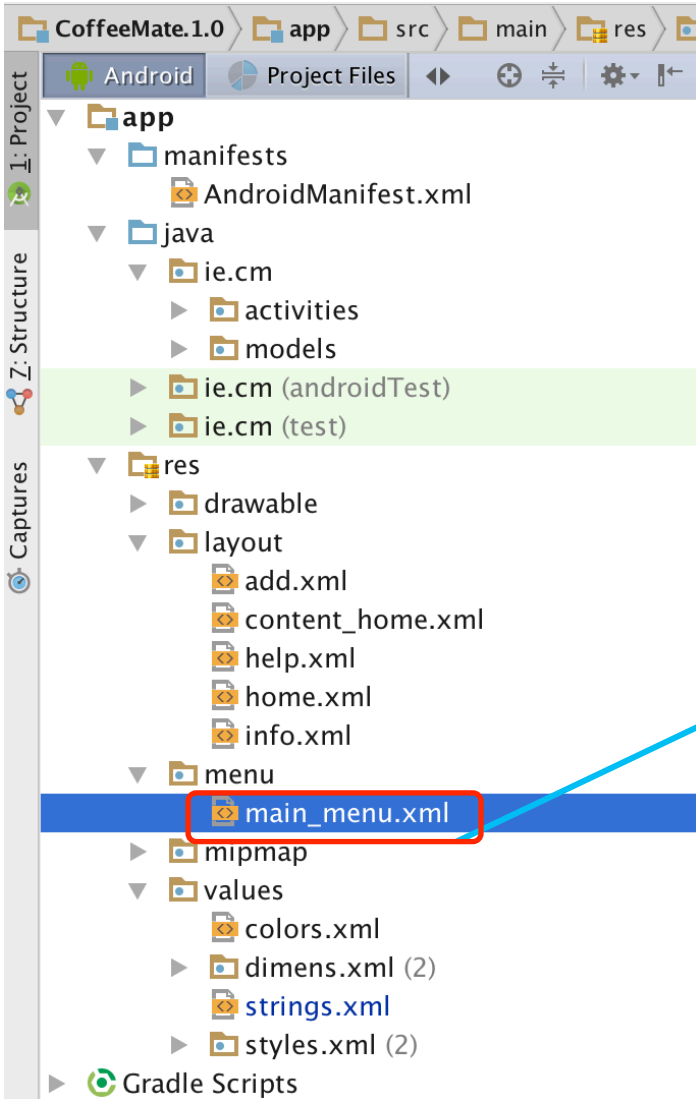 CoffeeMate.1.0 app src main res
Android Project Files
1: Project
Z: Structure
Captures
app
manifests
AndroidManifest.xml
java
ie.cm
activities
models
ie.cm (androidTest)
ie.cm (test)
res
drawable
layout
add.xml
content_home.xml
help.xml
home.xml
info.xml
menu
main_menu.xml
mipmap
values
colors.xml
dimens.xml (2)
strings.xml
styles.xml (2)
Gradle Scripts